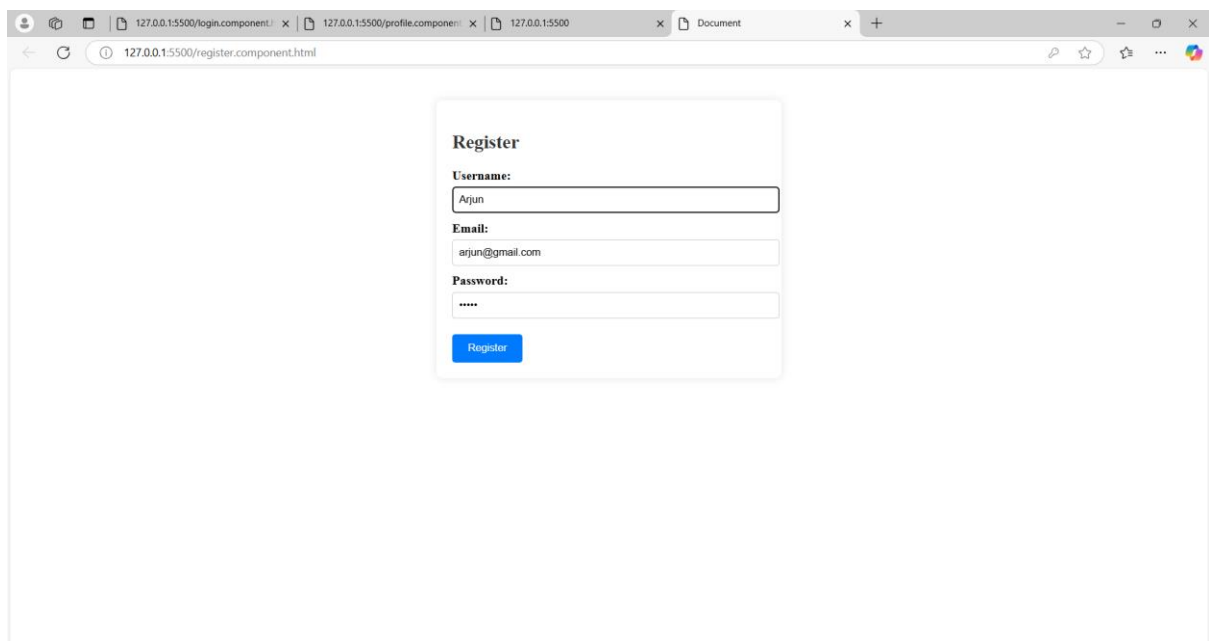 127.0.0.1:5500/login.component.
127.0.0.1:5500/profile.component
127.0.0.1:5500
Document
127.0.0.1:5500/register.component.html
Register
Username:
Arjun
Email:
arjun@gmail.com
Password:
•••••
Register